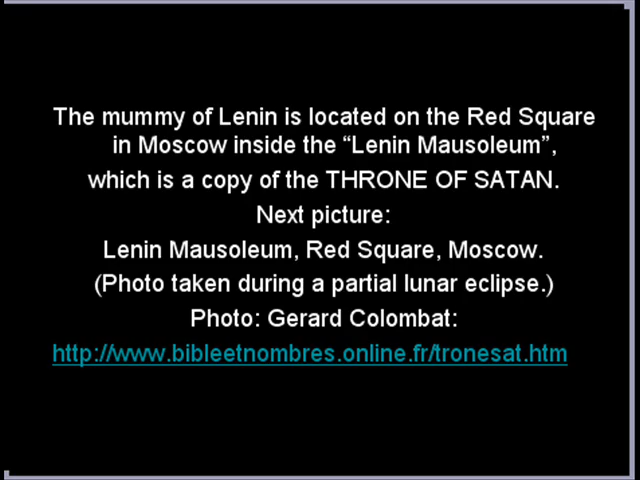 The mummy of Lenin is located on the Red Square
in Moscow inside the “Lenin Mausoleum”,
which is a copy of the THRONE OF SATAN.
Next picture:
Lenin Mausoleum, Red Square, Moscow.
(Photo taken during a partial lunar eclipse.)
Photo: Gerard Colombat:
http://www.bibleetnombres.online.fr/tronesat.htm